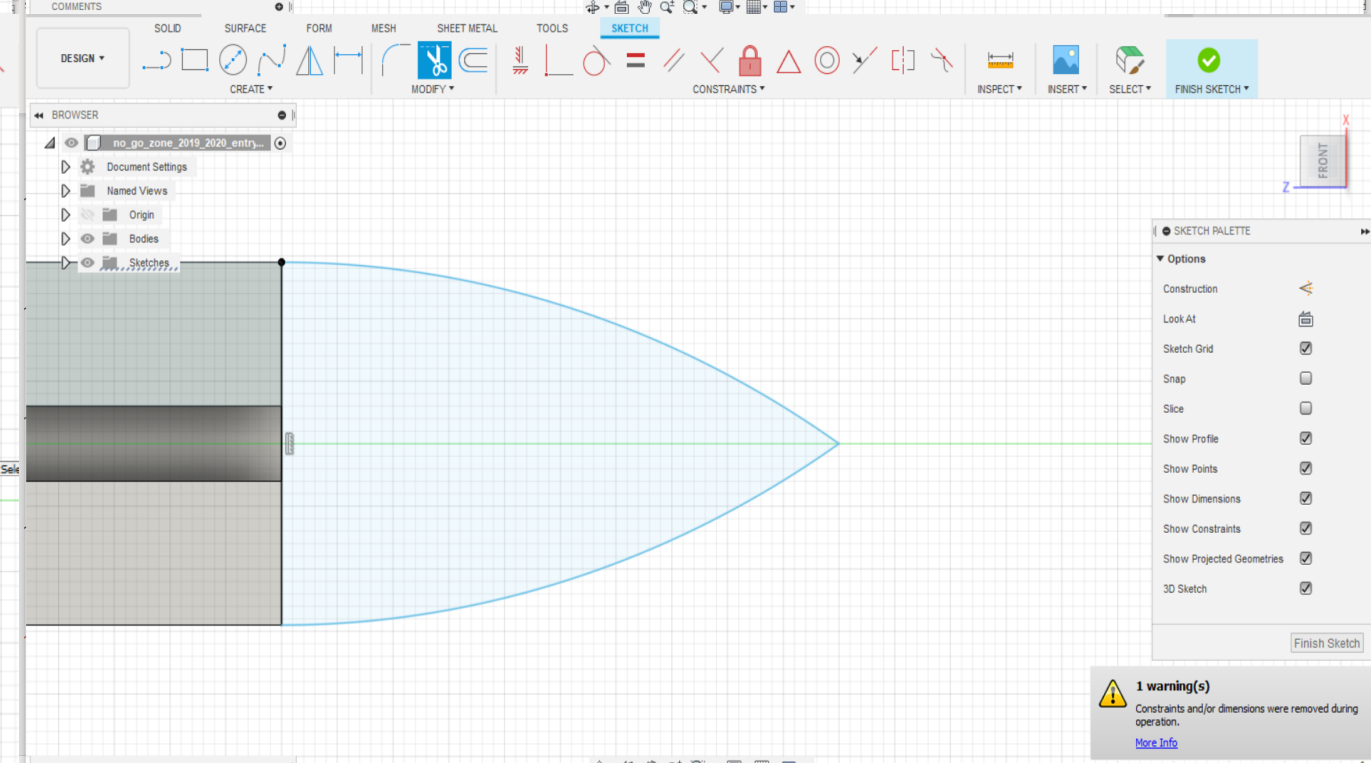 COMMENTS
SOLID SURFACE FORM MESH SHEET METAL TOOLS SKETCH
DESIGN
CREATE MODIFY CONSTRAINTS INSPECT INSERT SELECT FINISH SKETCH
BROWSER
no_go_zone_2019_2020_entry...
Document Settings
Named Views
Origin
Bodies
Sketches
X
FRONT
Z
SKETCH PALETTE
Options
Construction
Look At
Sketch Grid
Snap
Slice
Show Profile
Show Points
Show Dimensions
Show Constraints
Show Projected Geometries
3D Sketch
Finish Sketch
Sele
1 warning(s)
Constraints and/or dimensions were removed during
operation.
More Info